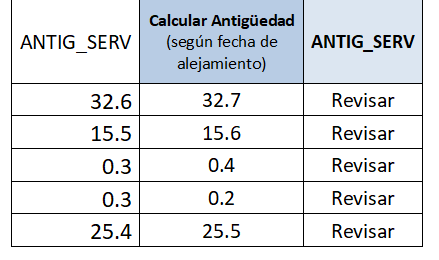 ANTIG_SERV Calcular Antigüedad (según fecha de alejamiento) ANTIG_SERV
32.6 32.7 Revisar
15.5 15.6 Revisar
0.3 0.4 Revisar
0.3 0.2 Revisar
25.4 25.5 Revisar